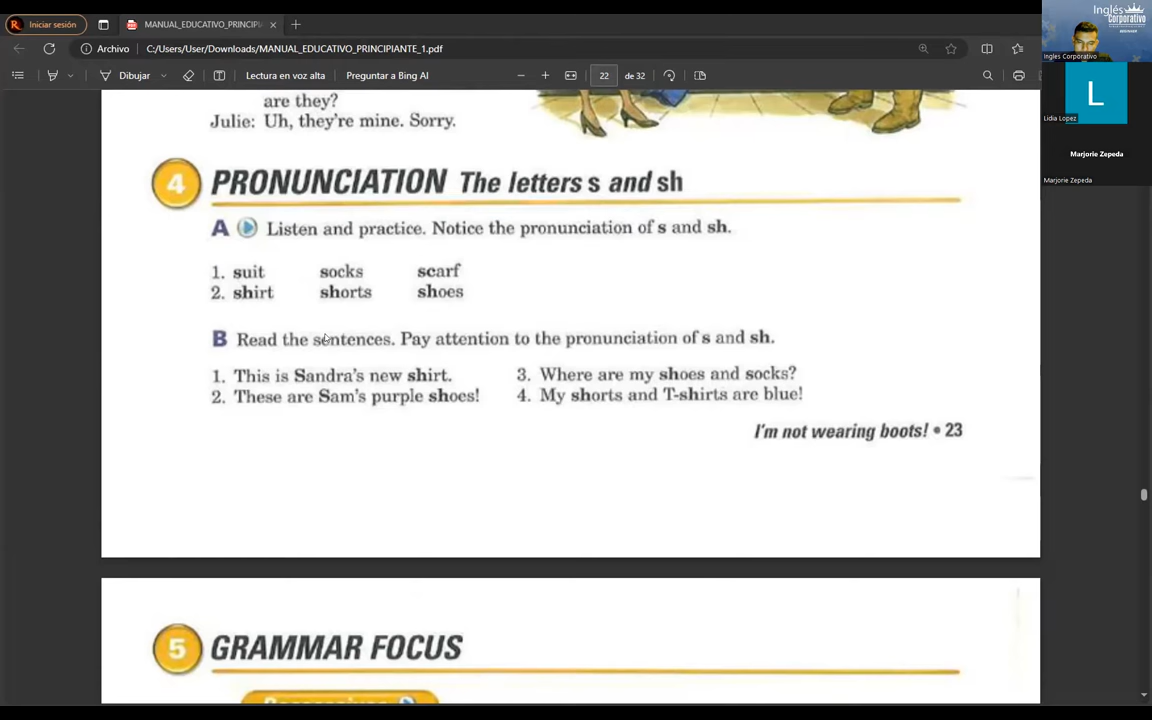 Iniciar sesión
MANUAL_EDUCATIVO_PRINCIPI
Archivo
C:/Users/User/Downloads/MANUAL_EDUCATIVO_PRINCIPIANTE_1.pdf
Dibujar
Lectura en voz alta
Preguntar a Bing AI
22
de 32
Inglés
Corporativo
BEGINNER
Ingles Corporativo
L
Lidia Lopez
Marjorie Zepeda
Marjorie Zepeda
are they?
Julie: Uh, they're mine. Sorry.
4 PRONUNCIATION The letters s and sh
A Listen and practice. Notice the pronunciation of s and sh.
1. suit socks scarf
2. shirt shorts shoes
B Read the sentences. Pay attention to the pronunciation of s and sh.
1. This is Sandra's new shirt.
2. These are Sam's purple shoes!
3. Where are my shoes and socks?
4. My shorts and T-shirts are blue!
I'm not wearing boots! • 23
5 GRAMMAR FOCUS